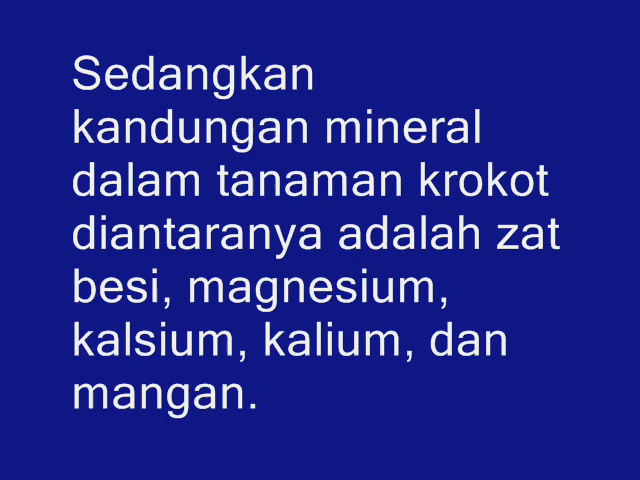 Sedangkan
kandungan mineral
dalam tanaman krokot
diantaranya adalah zat
besi, magnesium,
kalsium, kalium, dan
mangan.